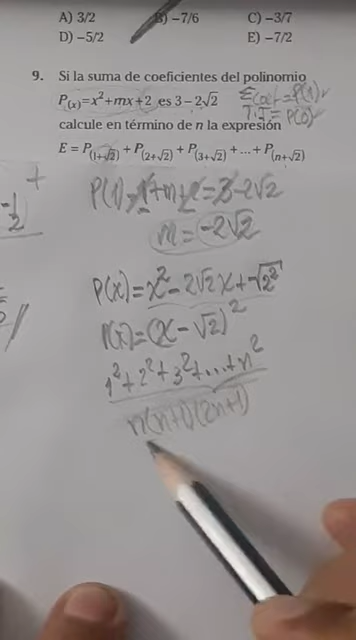 A) 3/2 B) −7/6 C) −3/7
D) −5/2 E) −7/2
9. Si la suma de coeficientes del polinomio
P(x)=x²+mx+2 es 3−2√2
Σcoef=P(1)
T.I=P(0)
calcule en término de n la expresión
E = P(1+√2) + P(2+√2) + P(3+√2) + ... + P(n+√2)
P(1)=1+m+2=3-2√2
m=-2√2
P(x)=x²-2√2x+√2²
P(x)=(x-√2)²
1²+2²+3²+...+n²
n(n+1)(2n+1)
-1/2
+